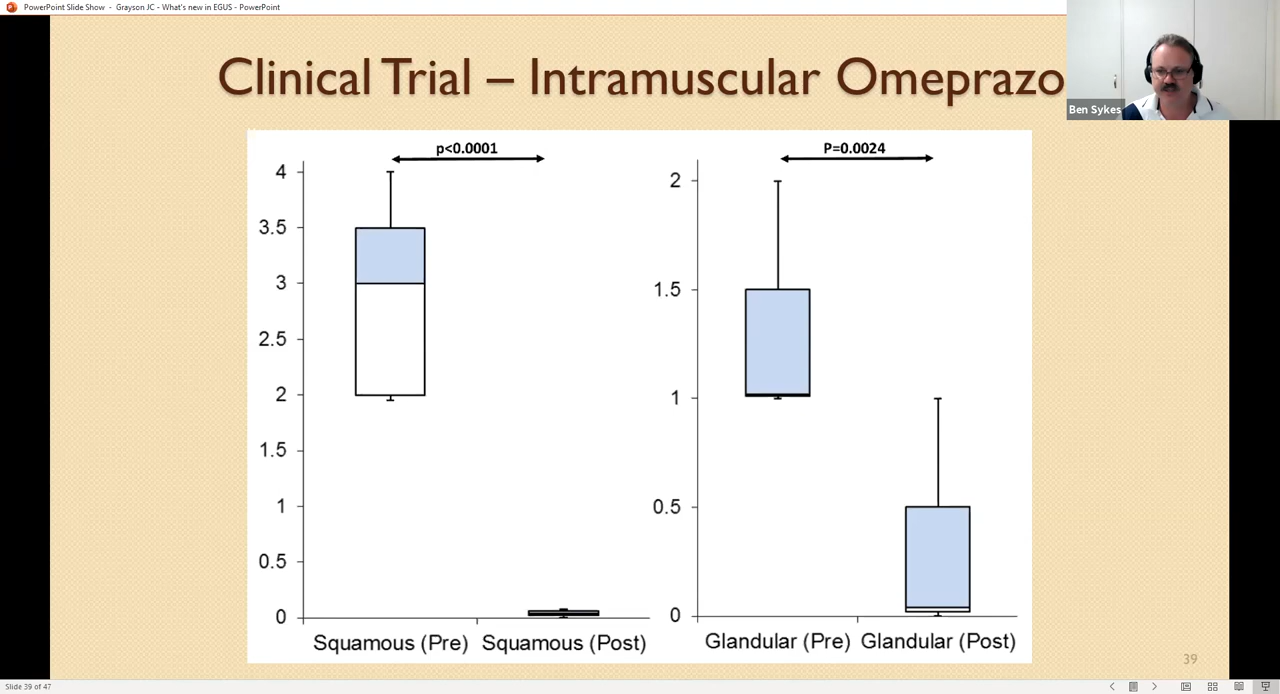 PowerPoint Slide Show - Grayson JC - What's new in EGUS - PowerPoint
Clinical Trial – Intramuscular Omeprazo
Ben Sykes
p<0.0001
4
3.5
3
2.5
2
1.5
1
0.5
0
Squamous (Pre) Squamous (Post)
P=0.0024
2
1.5
1
0.5
0
Glandular (Pre) Glandular (Post)
39
Slide 39 of 47